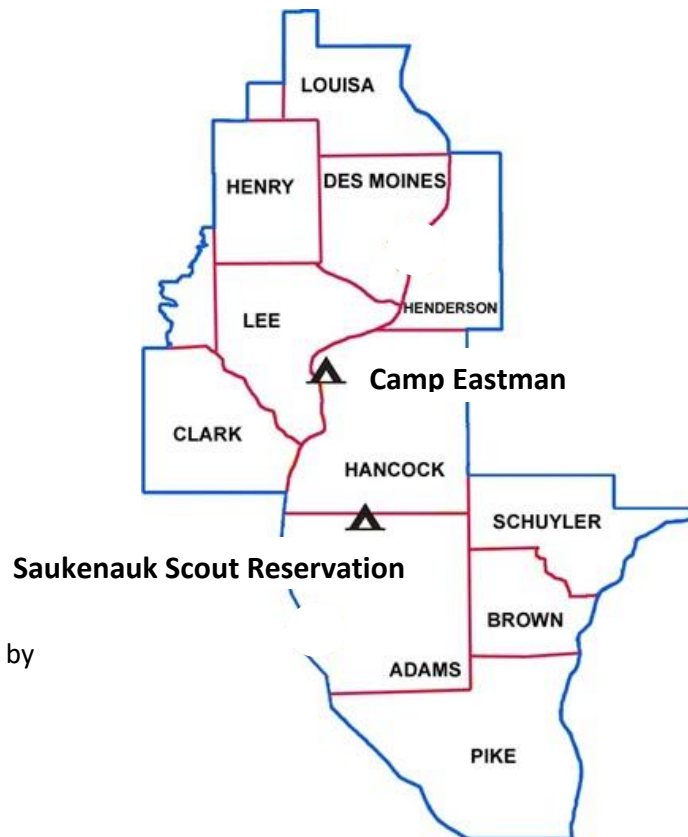 LOUISA
HENRY
DES MOINES
HENDERSON
LEE
Camp Eastman
CLARK
HANCOCK
SCHUYLER
Saukenauk Scout Reservation
BROWN
by
ADAMS
PIKE